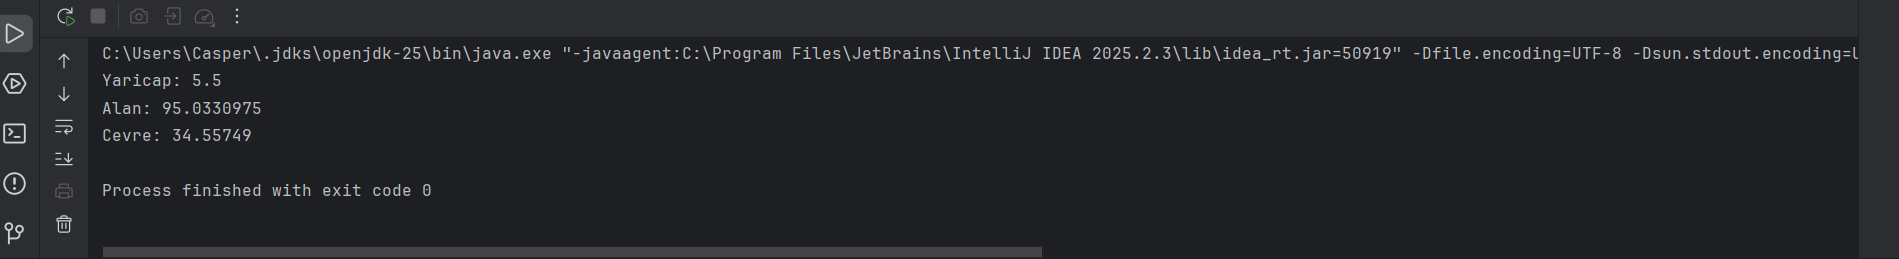 C:\Users\Casper\.jdks\openjdk-25\bin\java.exe "-javaagent:C:\Program Files\JetBrains\IntelliJ IDEA 2025.2.3\lib\idea_rt.jar=50919" -Dfile.encoding=UTF-8 -Dsun.stdout.encoding=U
Yaricap: 5.5
Alan: 95.0330975
Cevre: 34.55749
Process finished with exit code 0